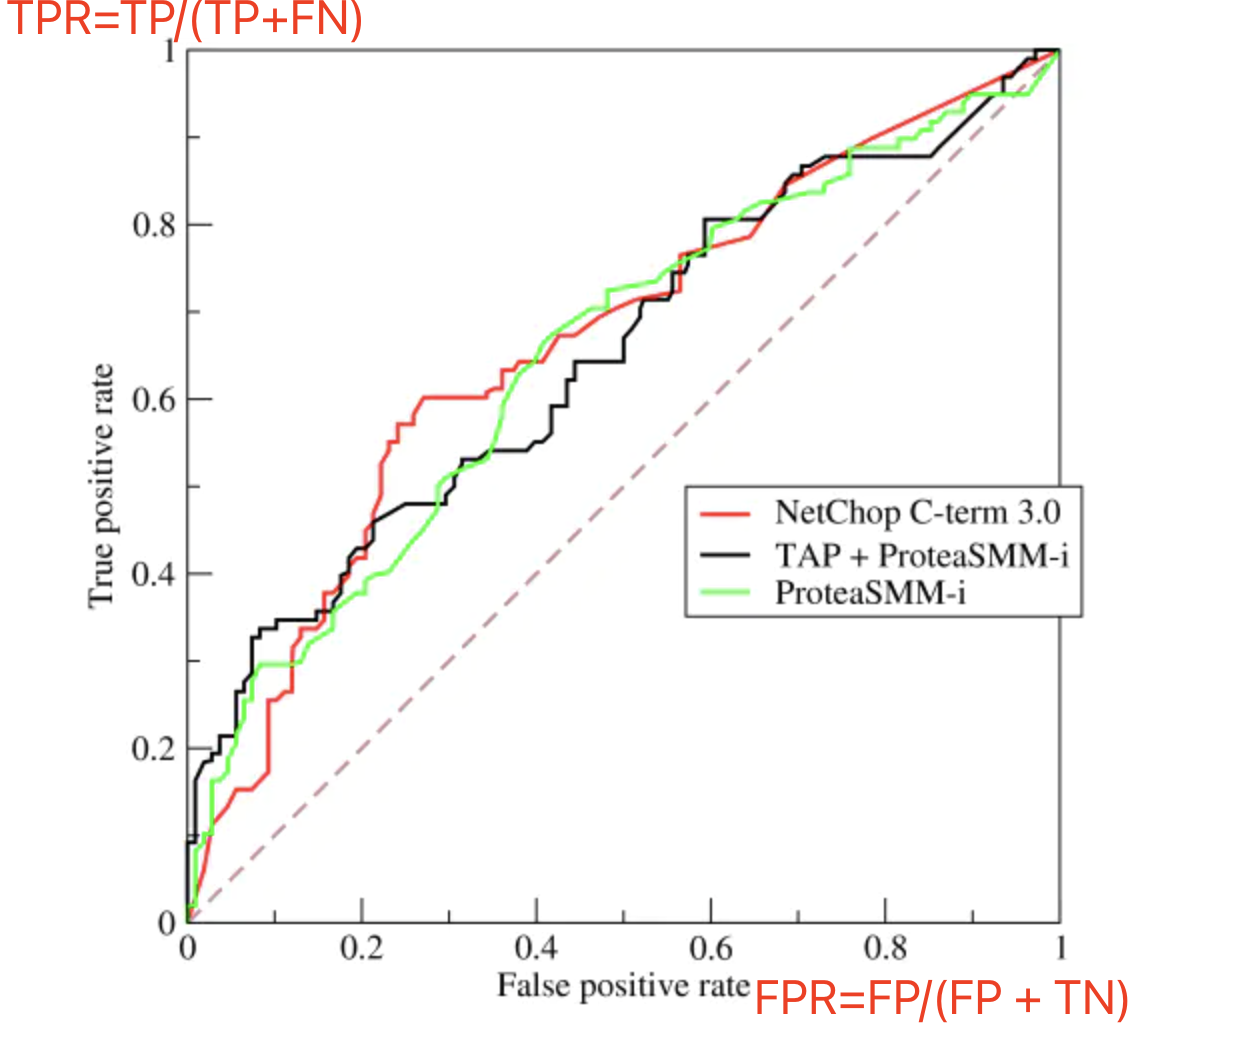 TPR=TP/(TP+FN)
1
0.8
0.6
0.4
0.2
0
True positive rate
NetChop C-term 3.0
TAP + ProteaSMM-i
ProteaSMM-i
0 0.2 0.4 0.6 0.8 1
False positive rate
FPR=FP/(FP + TN)